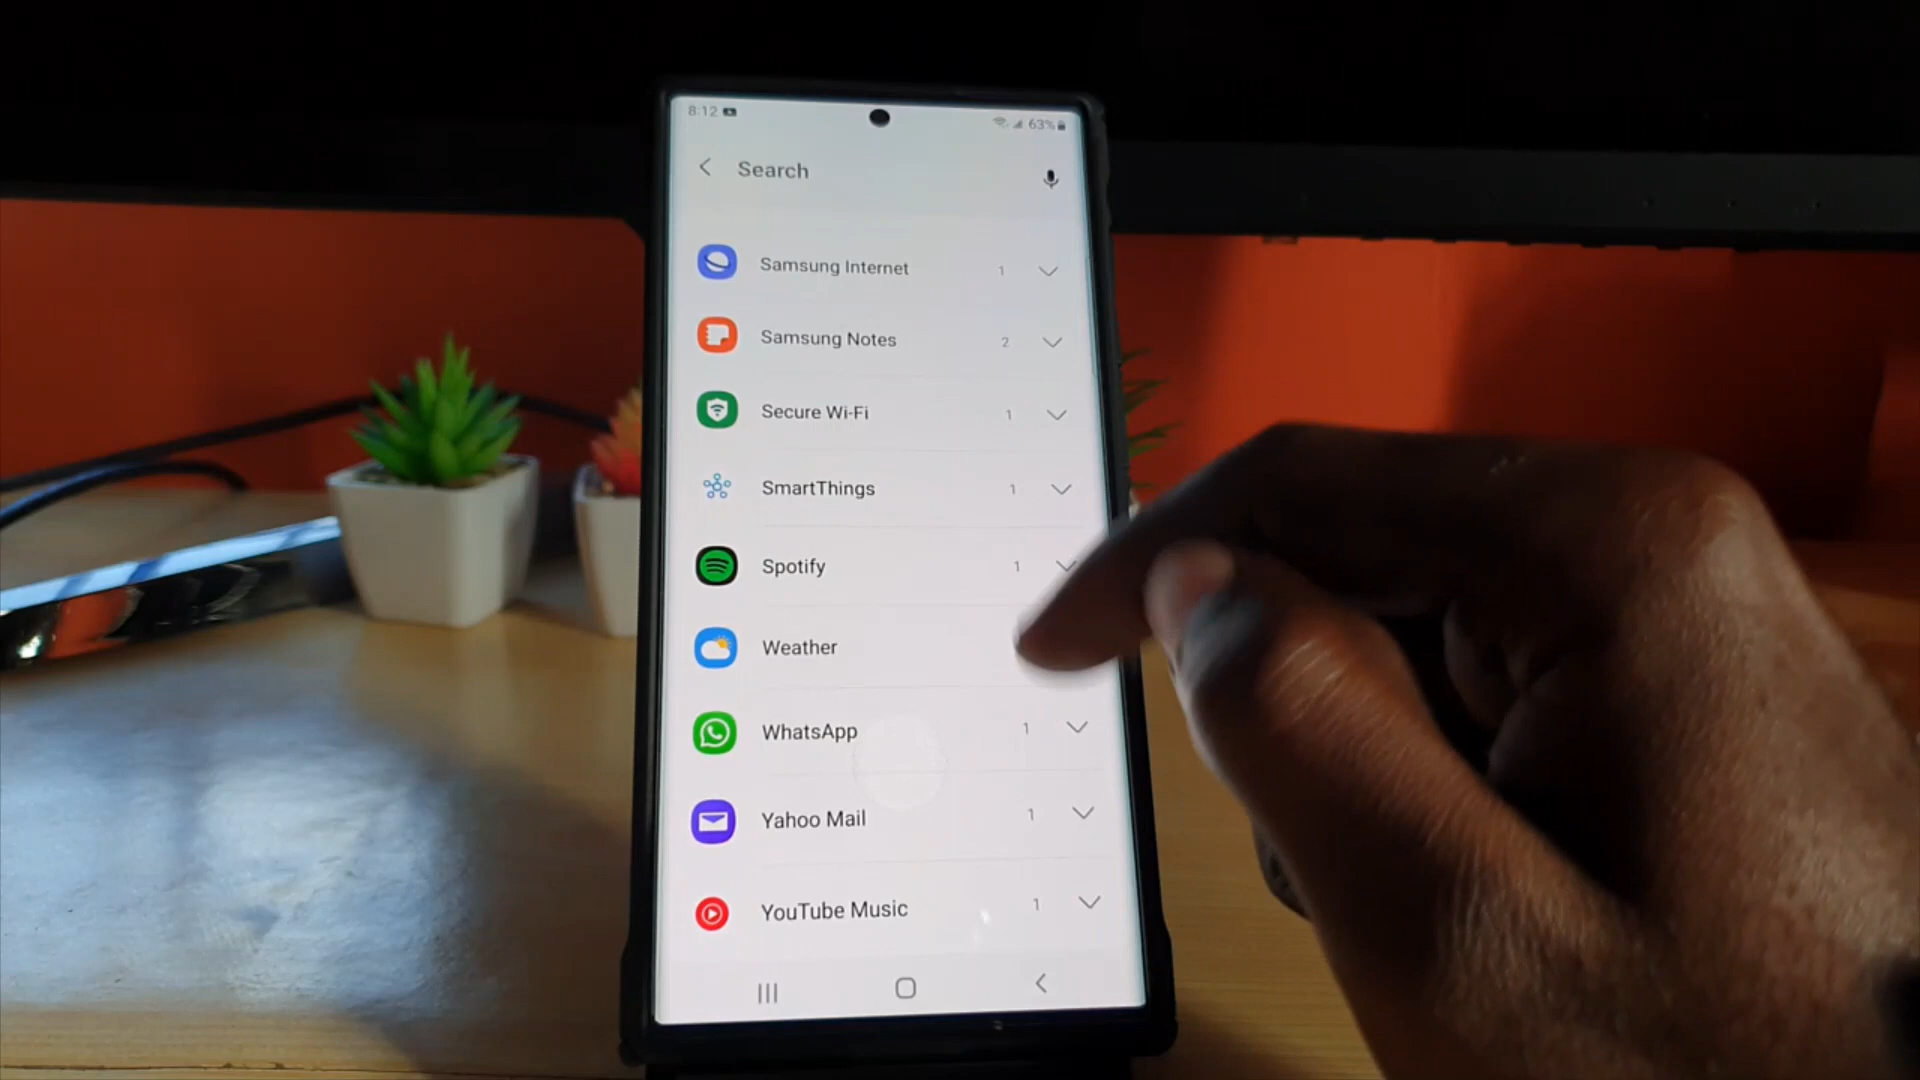 8:12 63%
Search
Samsung Internet 1
Samsung Notes 2
Secure Wi-Fi 1
SmartThings 1
Spotify 1
Weather
WhatsApp 1
Yahoo Mail 1
YouTube Music 1